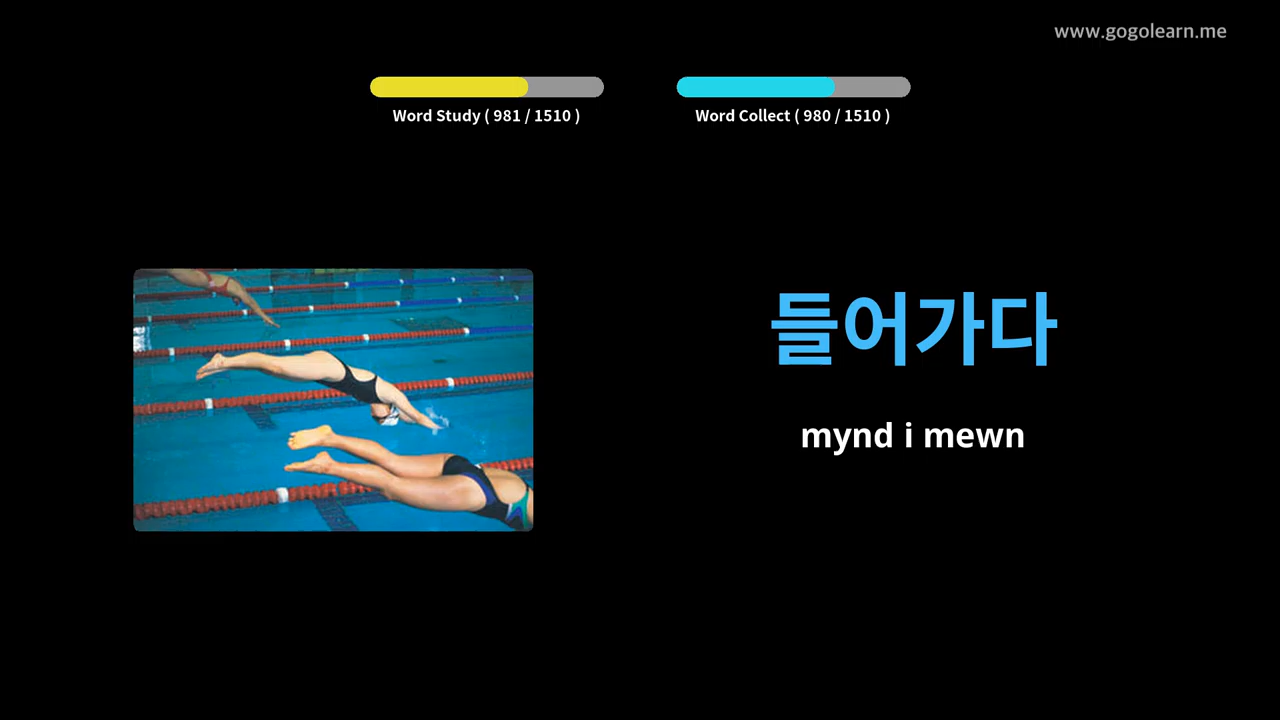 www.gogolearn.me
Word Study ( 981 / 1510 )
Word Collect ( 980 / 1510 )
들어가다
mynd i mewn